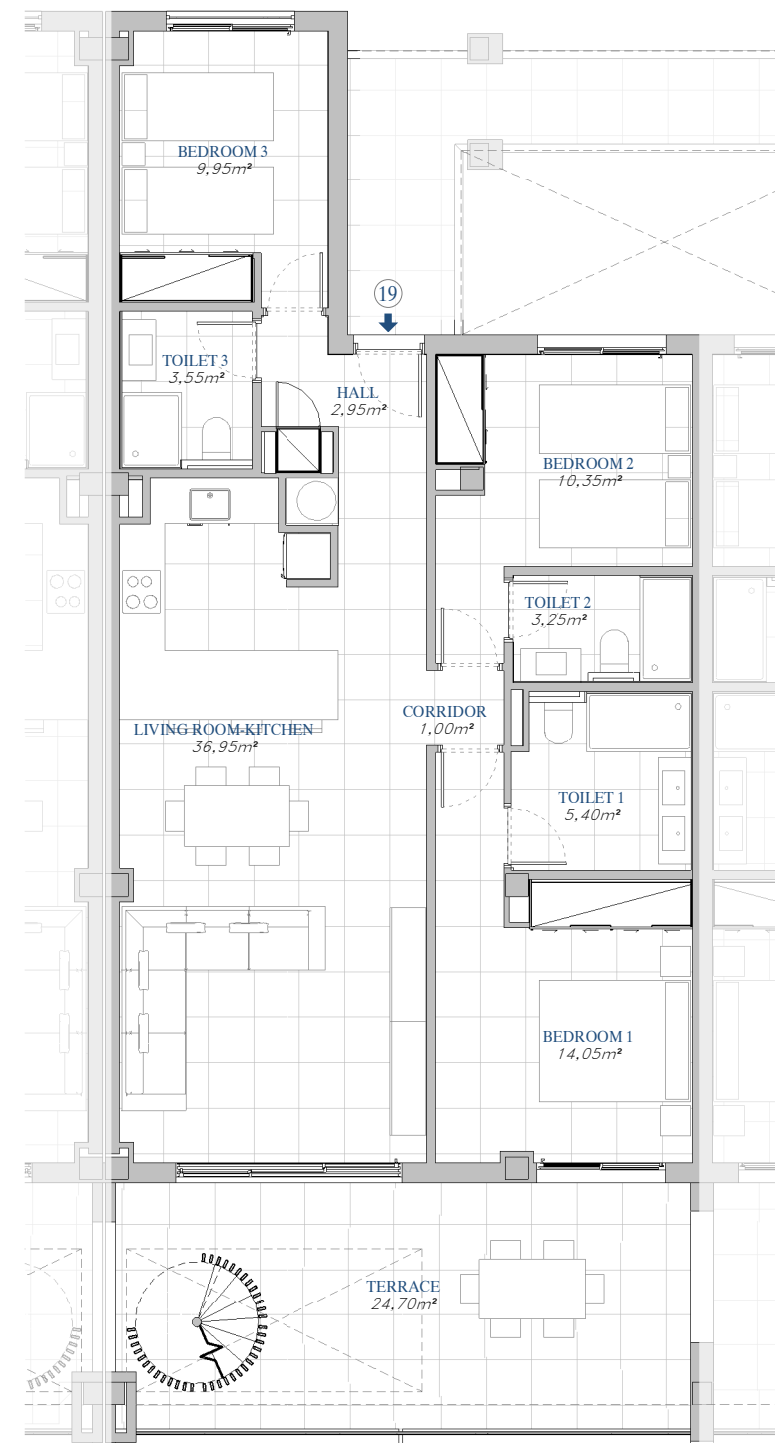 BEDROOM 3
9,95m²
19
TOILET 3
3,55m²
HALL
2,95m²
BEDROOM 2
10,35m²
TOILET 2
3,25m²
CORRIDOR
1,00m²
LIVING ROOM-KITCHEN
36,95m²
TOILET 1
5,40m²
BEDROOM 1
14,05m²
TERRACE
24,70m²